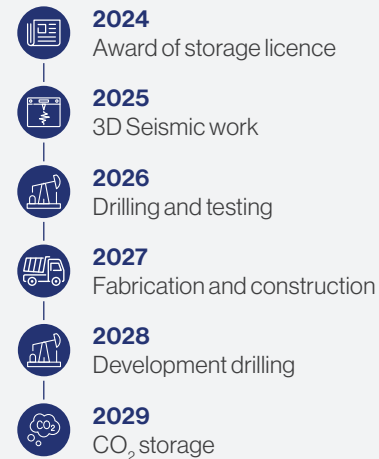 2024
Award of storage licence
2025
3D Seismic work
2026
Drilling and testing
2027
Fabrication and construction
2028
Development drilling
CO₂
2029
CO₂ storage